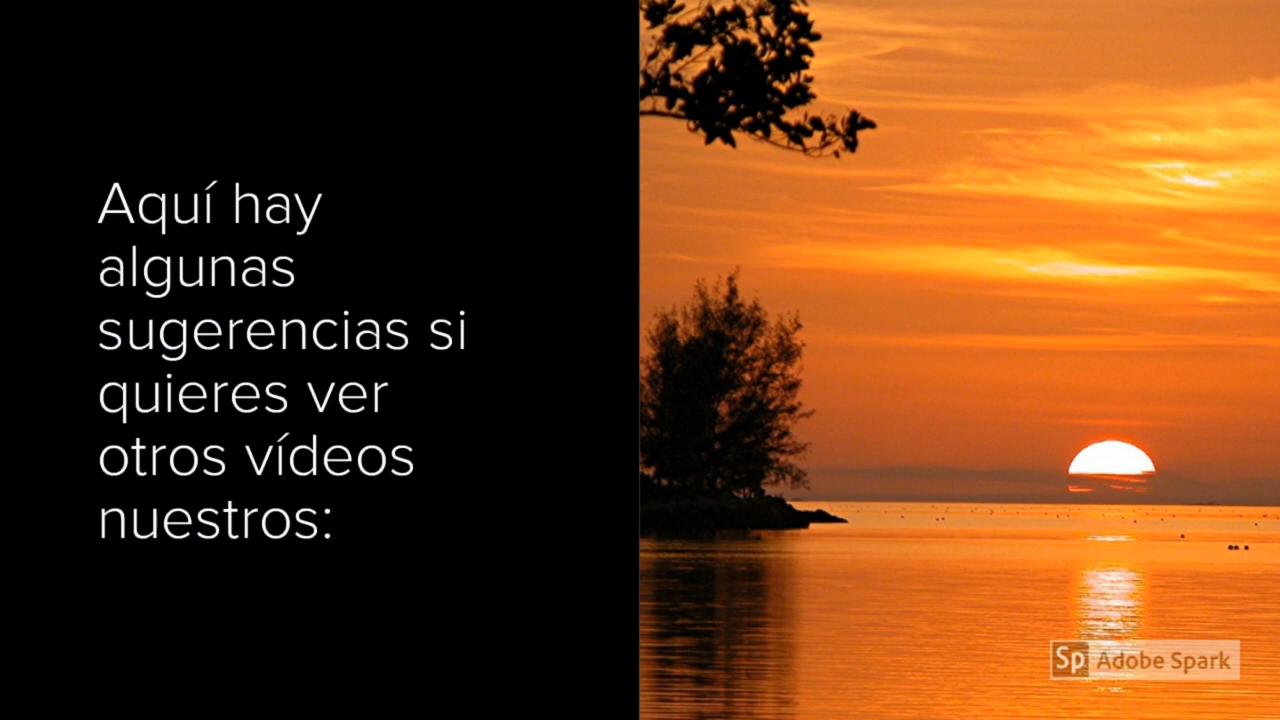 Aquí hay
algunas
sugerencias si
quieres ver
otros vídeos
nuestros:
Sp Adobe Spark